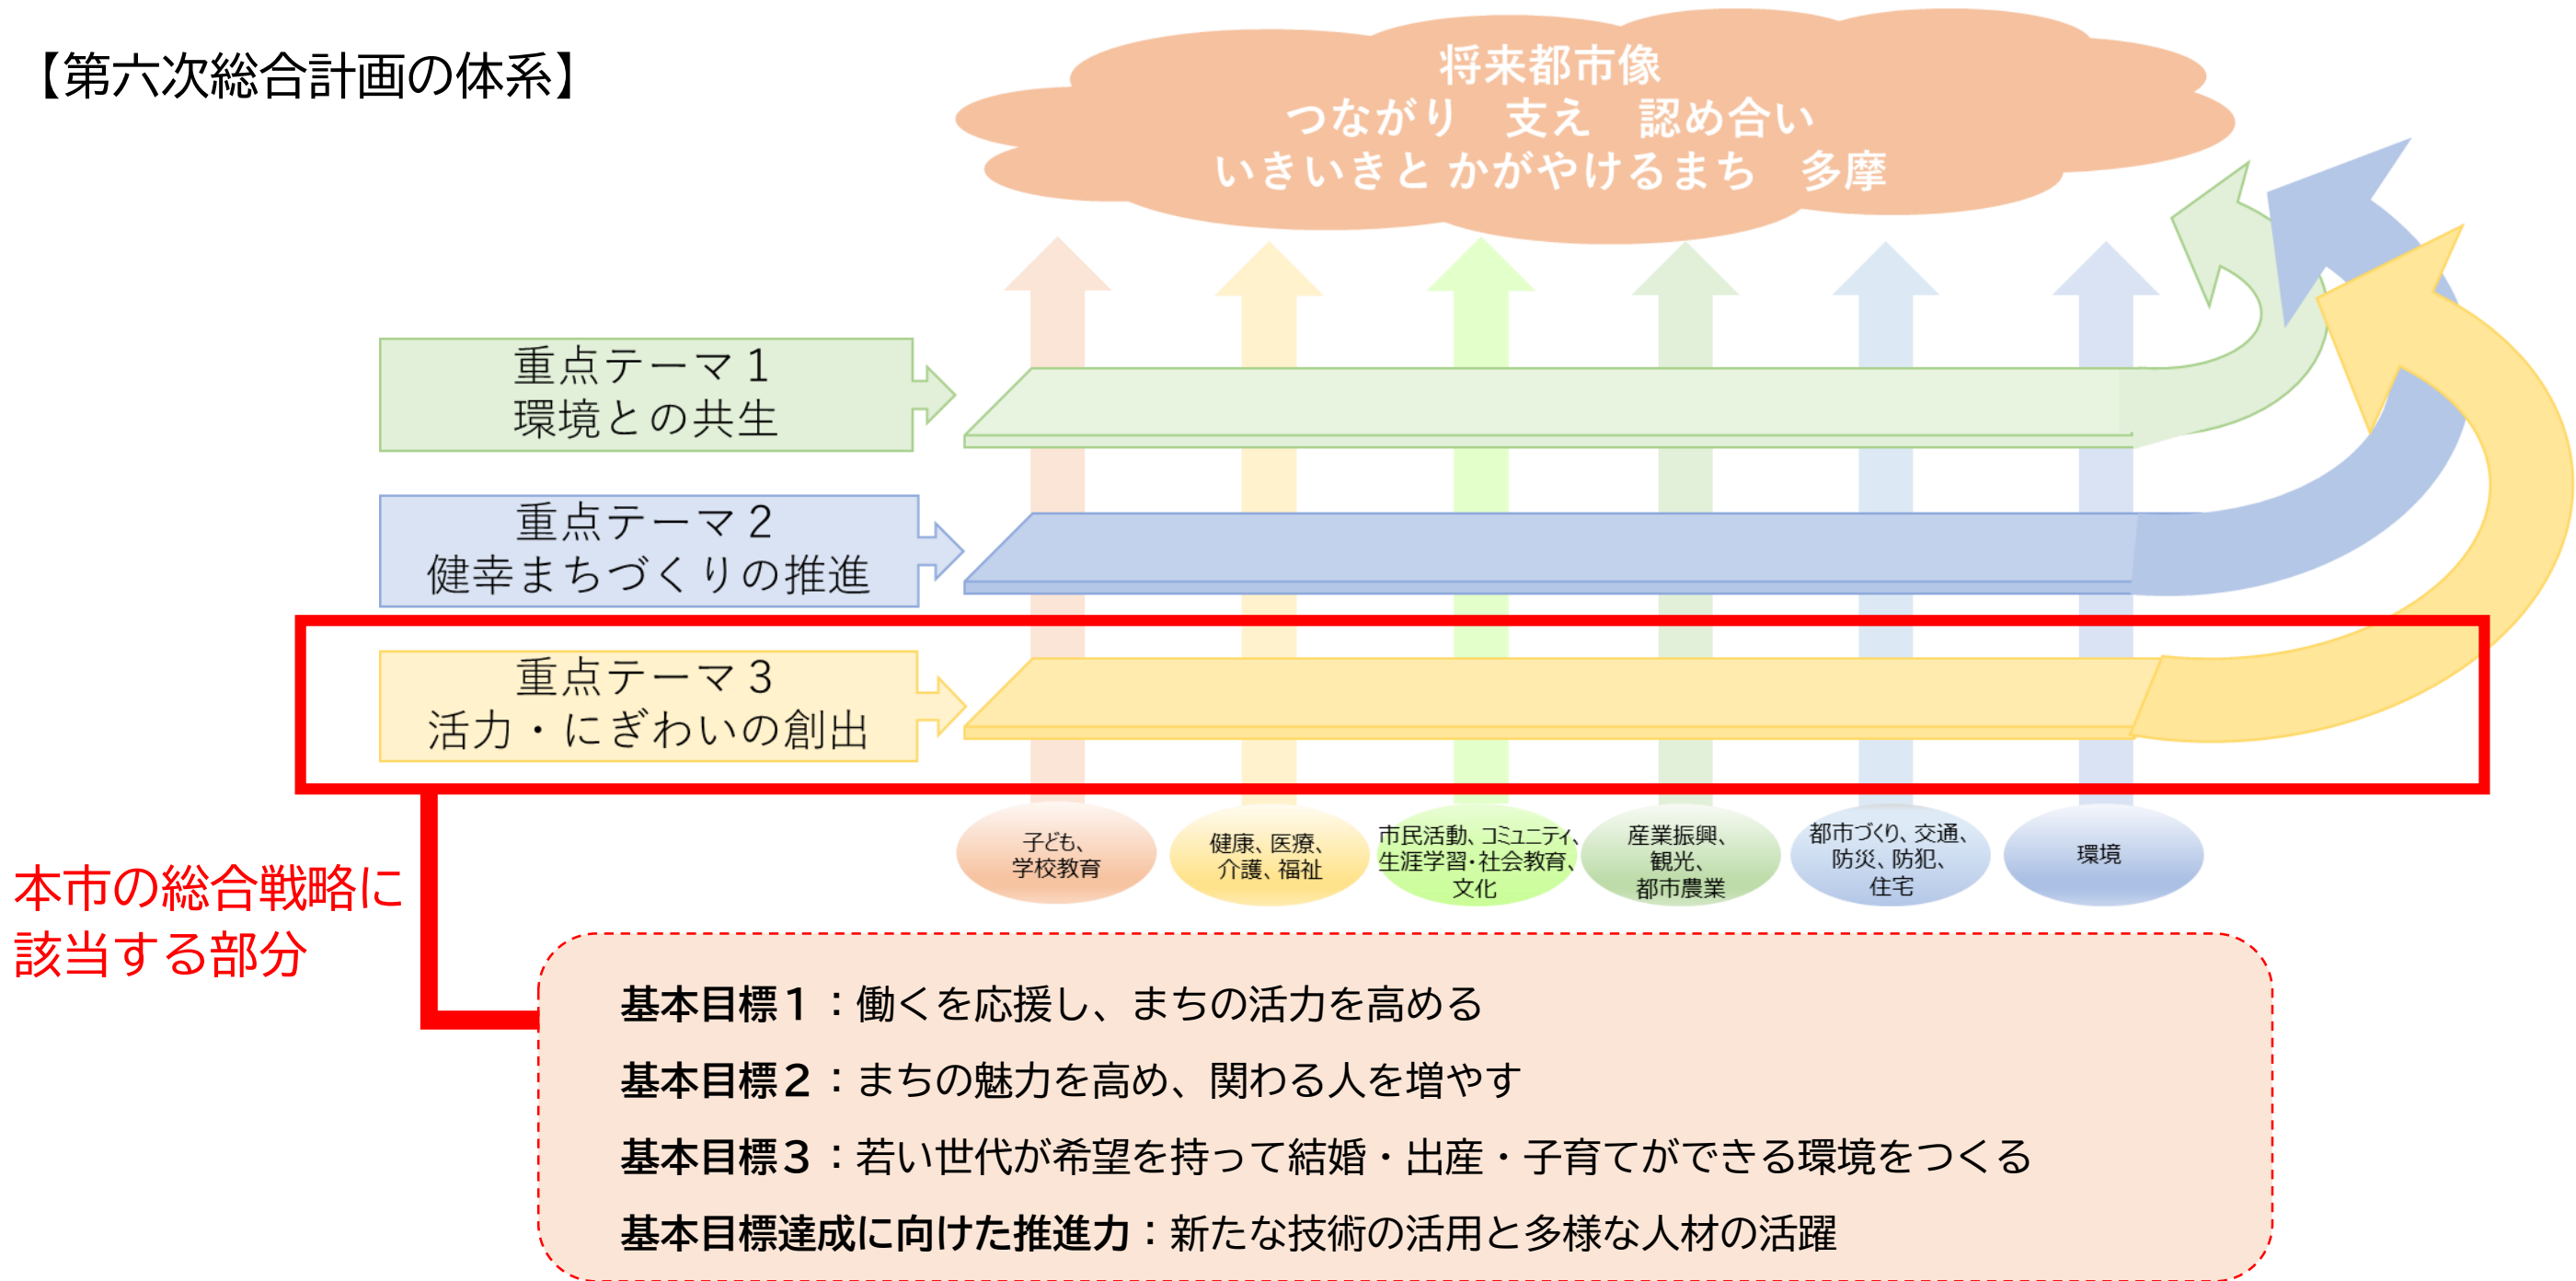 【第六次総合計画の体系】
将来都市像
つながり　支え　認め合い
いきいきと かがやけるまち　多摩
重点テーマ１
環境との共生
重点テーマ２
健幸まちづくりの推進
重点テーマ３
活力・にぎわいの創出
子ども、
学校教育
健康、医療、
介護、福祉
市民活動、コミュニティ、
生涯学習・社会教育、
文化
産業振興、
観光、
都市農業
都市づくり、交通、
防災、防犯、
住宅
環境
本市の総合戦略に
該当する部分
基本目標１：働くを応援し、まちの活力を高める
基本目標２：まちの魅力を高め、関わる人を増やす
基本目標３：若い世代が希望を持って結婚・出産・子育てができる環境をつくる
基本目標達成に向けた推進力：新たな技術の活用と多様な人材の活躍